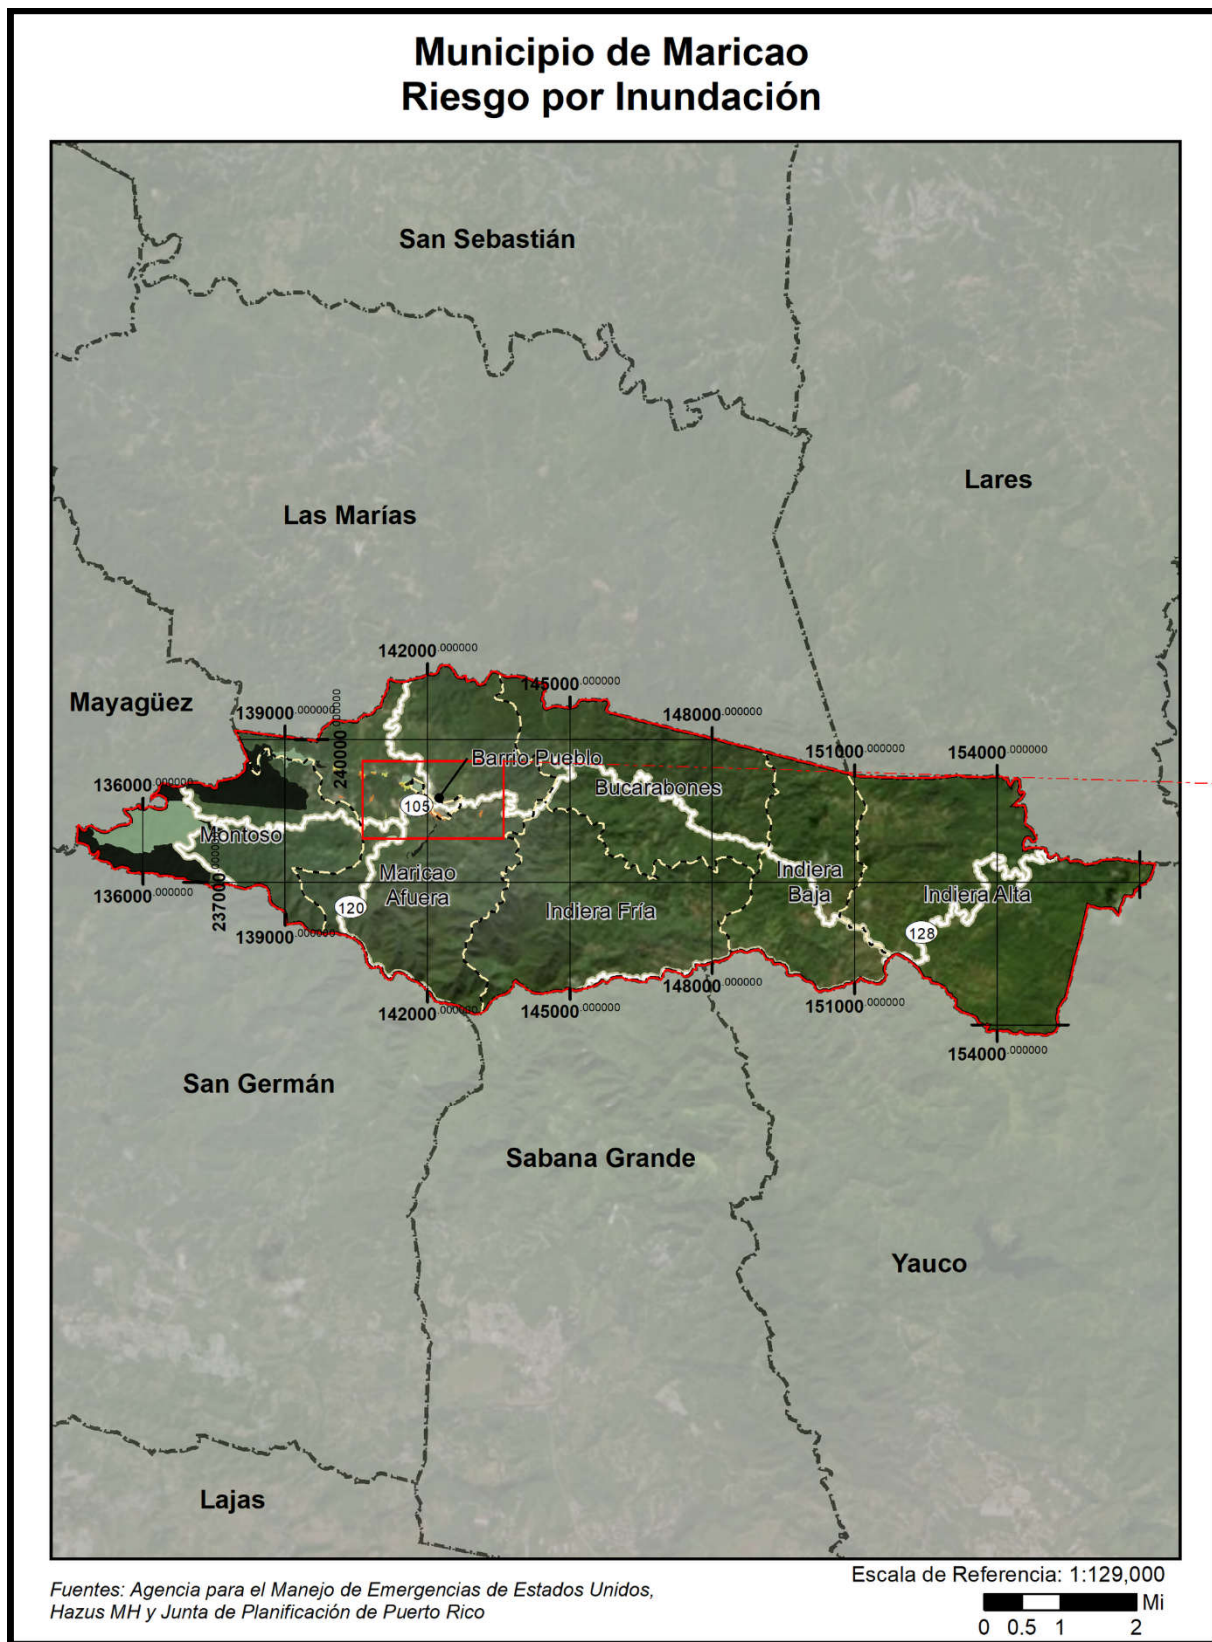 Municipio de Maricao
Riesgo por Inundación
San Sebastián
Lares
Las Marías
Mayagüez
142000.000000
145000.000000
139000.000000
148000.000000
240000.000000
151000.000000
154000.000000
Barrio Pueblo
136000.000000
Bucarabones
105
Montoso
Maricao
Afuera
Indiera
Baja
Indiera Alta
136000.000000
237000.000000
120
Indiera Fría
128
139000.000000
148000.000000
142000.000000
145000.000000
151000.000000
154000.000000
San Germán
Sabana Grande
Yauco
Lajas
Fuentes: Agencia para el Manejo de Emergencias de Estados Unidos,
Hazus MH y Junta de Planificación de Puerto Rico
Escala de Referencia: 1:129,000
Mi
0 0.5 1 2